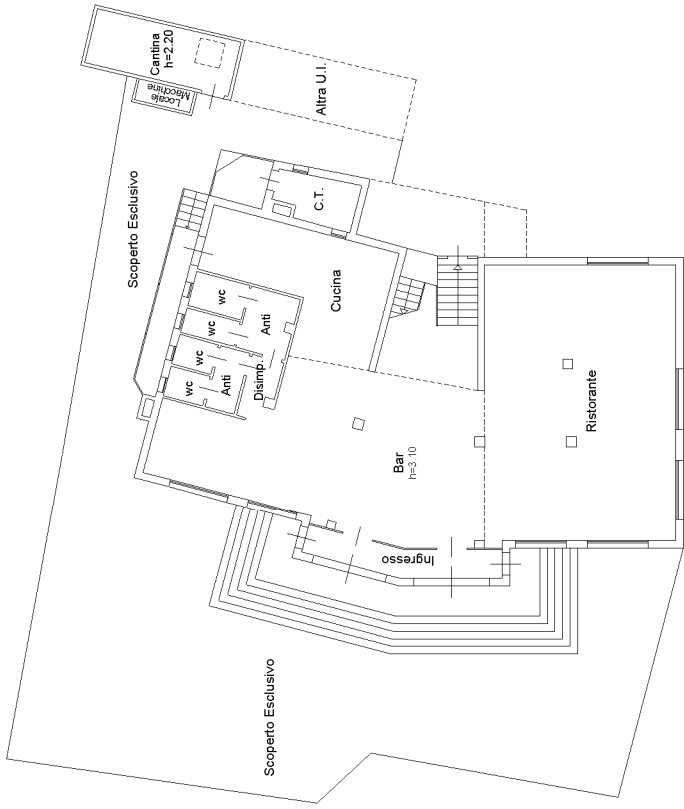 Cantina
h=2.20
Locale
Macchine
Altra U.I.
Scoperto Esclusivo
C.T.
Cucina
wc
wc
Anti
wc
wc
Anti
Disimp.
Bar
h=3.10
Ristorante
Ingresso
Scoperto Esclusivo